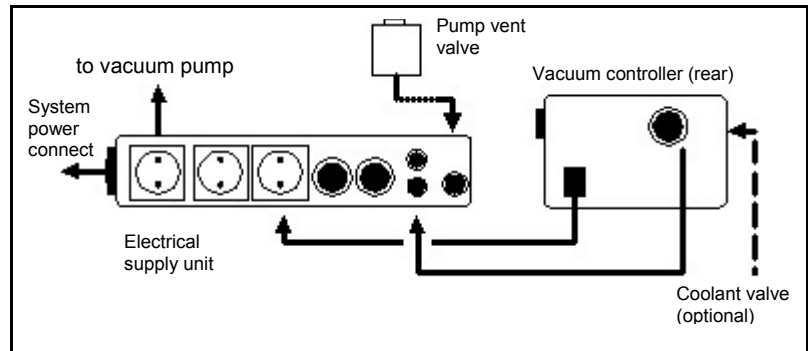 Pump vent
valve
to vacuum pump
Vacuum controller (rear)
System
power
connect
Electrical
supply unit
Coolant valve
(optional)